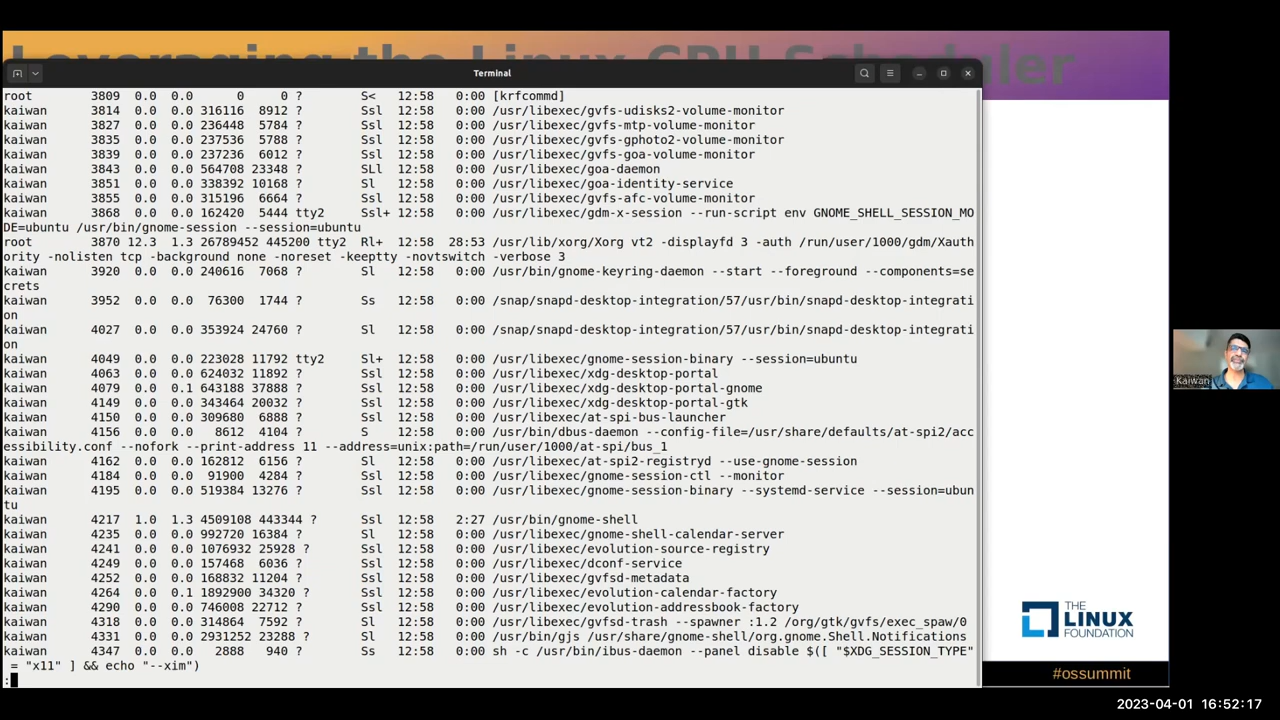 Leveraging the Linux CPU Scheduler
Terminal
root 3809 0.0 0.0 0 0 ? S< 12:58 0:00 [krfcommd]
kaiwan 3814 0.0 0.0 316116 8912 ? Ssl 12:58 0:00 /usr/libexec/gvfs-udisks2-volume-monitor
kaiwan 3827 0.0 0.0 236448 5784 ? Ssl 12:58 0:00 /usr/libexec/gvfs-mtp-volume-monitor
kaiwan 3835 0.0 0.0 237536 5788 ? Ssl 12:58 0:00 /usr/libexec/gvfs-gphoto2-volume-monitor
kaiwan 3839 0.0 0.0 237236 6012 ? Ssl 12:58 0:00 /usr/libexec/gvfs-goa-volume-monitor
kaiwan 3843 0.0 0.0 564708 23348 ? SLl 12:58 0:00 /usr/libexec/goa-daemon
kaiwan 3851 0.0 0.0 338392 10168 ? Sl 12:58 0:00 /usr/libexec/goa-identity-service
kaiwan 3855 0.0 0.0 315196 6664 ? Ssl 12:58 0:00 /usr/libexec/gvfs-afc-volume-monitor
kaiwan 3868 0.0 0.0 162420 5444 tty2 Ssl+ 12:58 0:00 /usr/libexec/gdm-x-session --run-script env GNOME_SHELL_SESSION_MO
DE=ubuntu /usr/bin/gnome-session --session=ubuntu
root 3870 12.3 1.3 26789452 445200 tty2 Rl+ 12:58 28:53 /usr/lib/xorg/Xorg vt2 -displayfd 3 -auth /run/user/1000/gdm/Xauth
ority -nolisten tcp -background none -noreset -keeptty -novtswitch -verbose 3
kaiwan 3920 0.0 0.0 240616 7068 ? Sl 12:58 0:00 /usr/bin/gnome-keyring-daemon --start --foreground --components=se
crets
kaiwan 3952 0.0 0.0 76300 1744 ? Ss 12:58 0:00 /snap/snapd-desktop-integration/57/usr/bin/snapd-desktop-integrati
on
kaiwan 4027 0.0 0.0 353924 24760 ? Sl 12:58 0:00 /snap/snapd-desktop-integration/57/usr/bin/snapd-desktop-integrati
on
kaiwan 4049 0.0 0.0 223028 11792 tty2 Sl+ 12:58 0:00 /usr/libexec/gnome-session-binary --session=ubuntu
kaiwan 4063 0.0 0.0 624032 11892 ? Ssl 12:58 0:00 /usr/libexec/xdg-desktop-portal
kaiwan 4079 0.0 0.1 643188 37888 ? Ssl 12:58 0:00 /usr/libexec/xdg-desktop-portal-gnome
kaiwan 4149 0.0 0.0 343464 20032 ? Ssl 12:58 0:00 /usr/libexec/xdg-desktop-portal-gtk
kaiwan 4150 0.0 0.0 309680 6888 ? Ssl 12:58 0:00 /usr/libexec/at-spi-bus-launcher
kaiwan 4156 0.0 0.0 8612 4104 ? S 12:58 0:00 /usr/bin/dbus-daemon --config-file=/usr/share/defaults/at-spi2/acc
essibility.conf --nofork --print-address 11 --address=unix:path=/run/user/1000/at-spi/bus_1
kaiwan 4162 0.0 0.0 162812 6156 ? Sl 12:58 0:00 /usr/libexec/at-spi2-registryd --use-gnome-session
kaiwan 4184 0.0 0.0 91900 4284 ? Ssl 12:58 0:00 /usr/libexec/gnome-session-ctl --monitor
kaiwan 4195 0.0 0.0 519384 13276 ? Ssl 12:58 0:00 /usr/libexec/gnome-session-binary --systemd-service --session=ubun
tu
kaiwan 4217 1.0 1.3 4509108 443344 ? Ssl 12:58 2:27 /usr/bin/gnome-shell
kaiwan 4235 0.0 0.0 992720 16384 ? Sl 12:58 0:00 /usr/libexec/gnome-shell-calendar-server
kaiwan 4241 0.0 0.0 1076932 25928 ? Ssl 12:58 0:00 /usr/libexec/evolution-source-registry
kaiwan 4249 0.0 0.0 157468 6036 ? Ssl 12:58 0:00 /usr/libexec/dconf-service
kaiwan 4252 0.0 0.0 168832 11204 ? Ssl 12:58 0:00 /usr/libexec/gvfsd-metadata
kaiwan 4264 0.0 0.1 1892900 34320 ? Ssl 12:58 0:00 /usr/libexec/evolution-calendar-factory
kaiwan 4290 0.0 0.0 746008 22712 ? Ssl 12:58 0:00 /usr/libexec/evolution-addressbook-factory
kaiwan 4318 0.0 0.0 314864 7592 ? Sl 12:58 0:00 /usr/libexec/gvfsd-trash --spawner :1.2 /org/gtk/gvfs/exec_spaw/0
kaiwan 4331 0.0 0.0 2931252 23288 ? Sl 12:58 0:00 /usr/bin/gjs /usr/share/gnome-shell/org.gnome.Shell.Notifications
kaiwan 4347 0.0 0.0 2888 940 ? Ss 12:58 0:00 sh -c /usr/bin/ibus-daemon --panel disable $([ "$XDG_SESSION_TYPE"
= "x11" ] && echo "--xim")
:
Kaiwan
THE
LINUX
FOUNDATION
#ossummit
2023-04-01 16:52:17